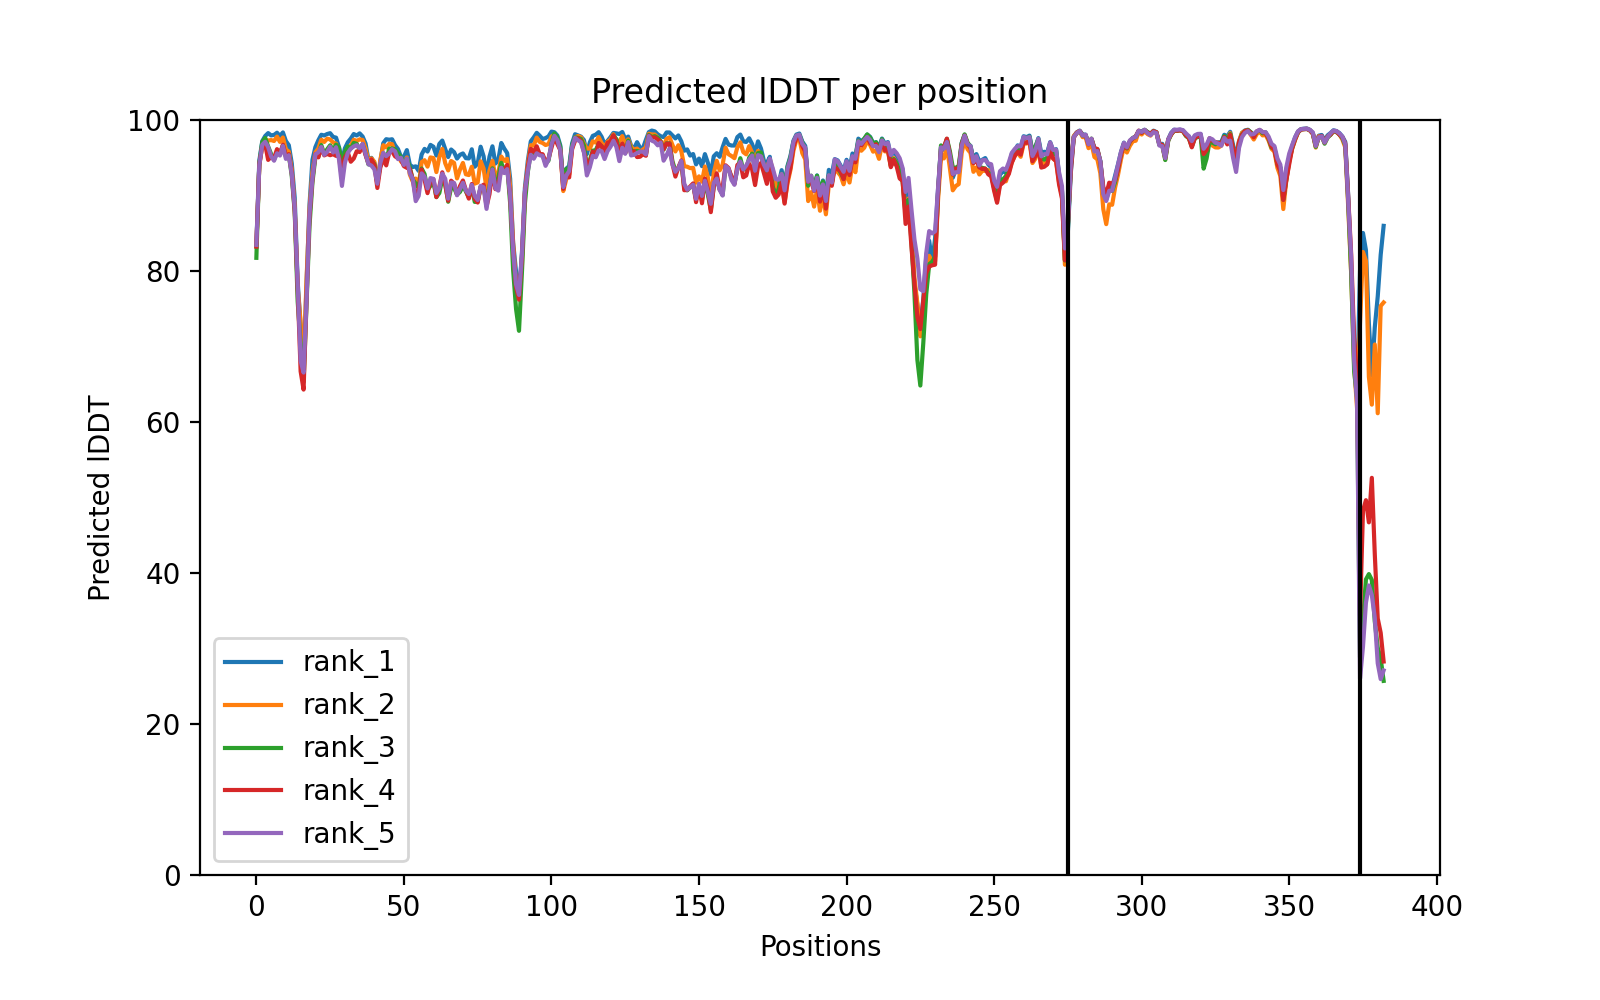 Predicted lDDT per position
100
80
60
40
20
0
Predicted lDDT
rank_1
rank_2
rank_3
rank_4
rank_5
0 50 100 150 200 250 300 350 400
Positions